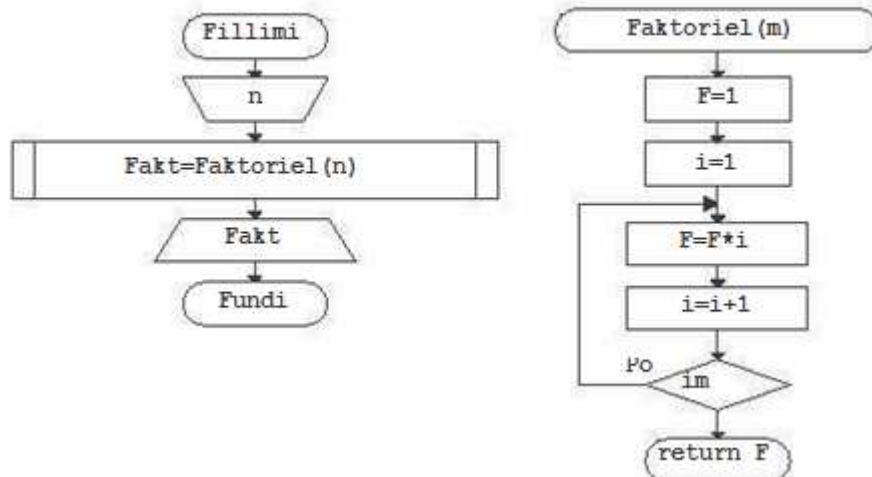 Fillimi
n
Fakt=Faktoriel(n)
Fakt
Fundi
Faktoriel(m)
F=1
i=1
F=F*i
i=i+1
Po
im
return F